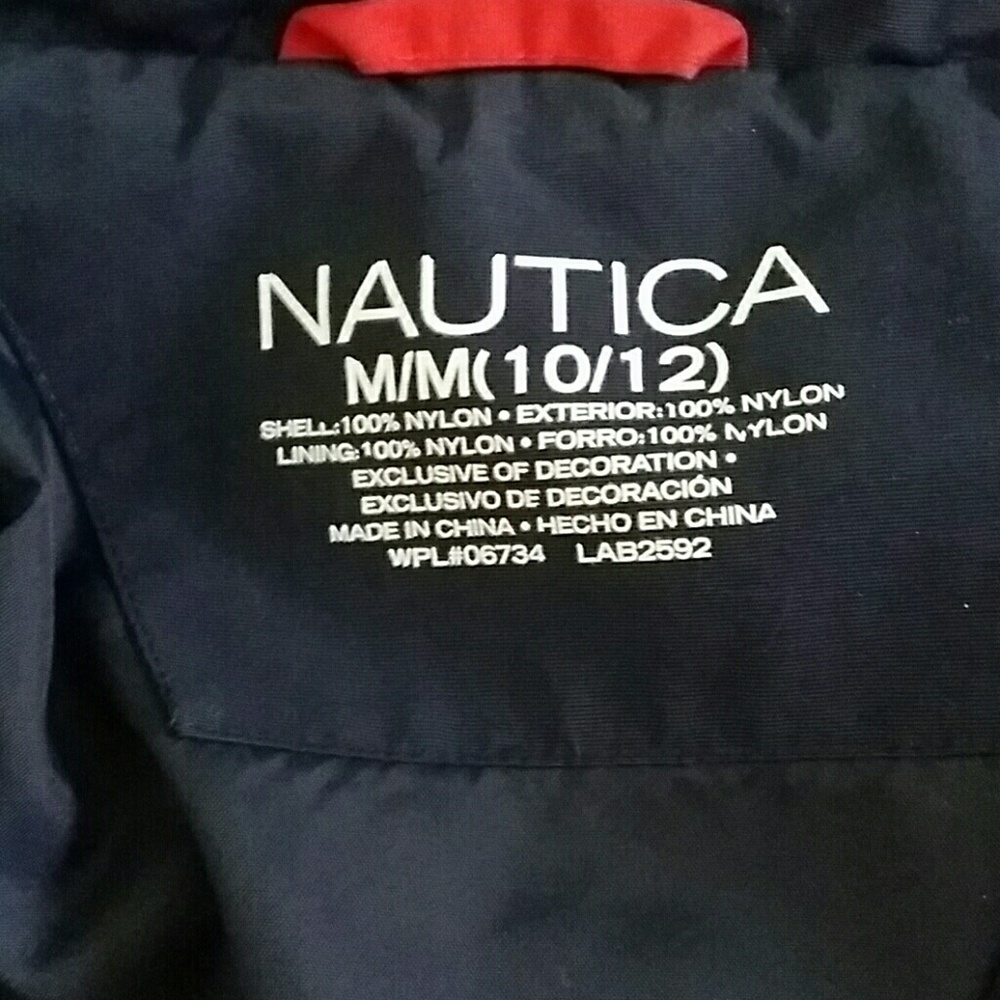 NAUTICA
M/M(10/12)
SHELL:100% NYLON • EXTERIOR:100% NYLON
LINING:100% NYLON • FORRO:100% NYLON
EXCLUSIVE OF DECORATION •
EXCLUSIVO DE DECORACIÓN
MADE IN CHINA • HECHO EN CHINA
WPL#06734 LAB2592